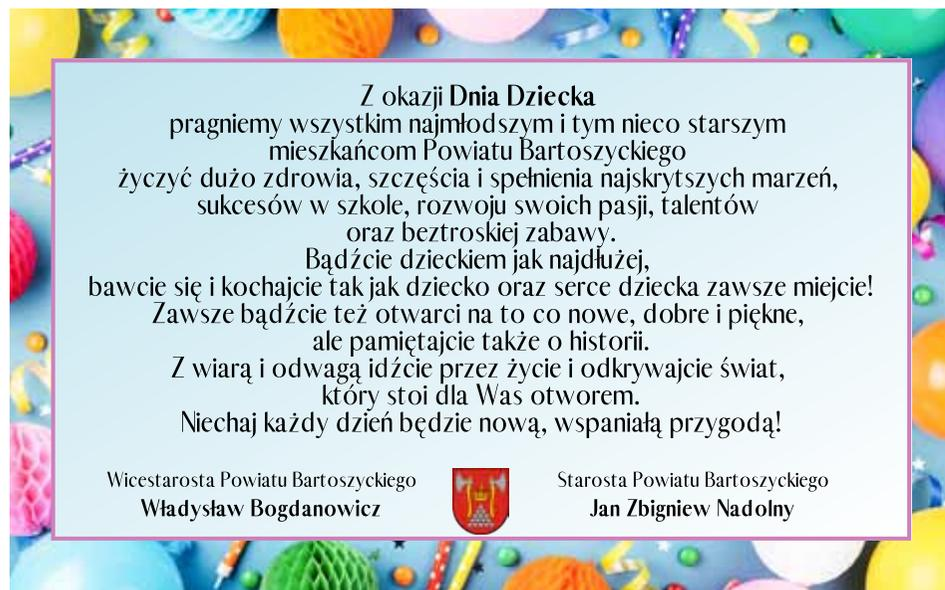 Z okazji Dnia Dziecka
pragniemy wszystkim najmłodszym i tym nieco starszym
mieszkańcom Powiatu Bartoszyckiego
życzyć dużo zdrowia, szczęścia i spełnienia najskrytszych marzeń,
sukcesów w szkole, rozwoju swoich pasji, talentów
oraz beztroskiej zabawy.
Bądźcie dzieckiem jak najdłużej,
bawcie się i kochajcie tak jak dziecko oraz serce dziecka zawsze miejcie!
Zawsze bądźcie też otwarci na to co nowe, dobre i piękne,
ale pamiętajcie także o historii.
Z wiarą i odwagą idźcie przez życie i odkrywajcie świat,
który stoi dla Was otworem.
Niechaj każdy dzień będzie nową, wspaniałą przygodą!
Wicestarosta Powiatu Bartoszyckiego
Władysław Bogdanowicz
Starosta Powiatu Bartoszyckiego
Jan Zbigniew Nadolny